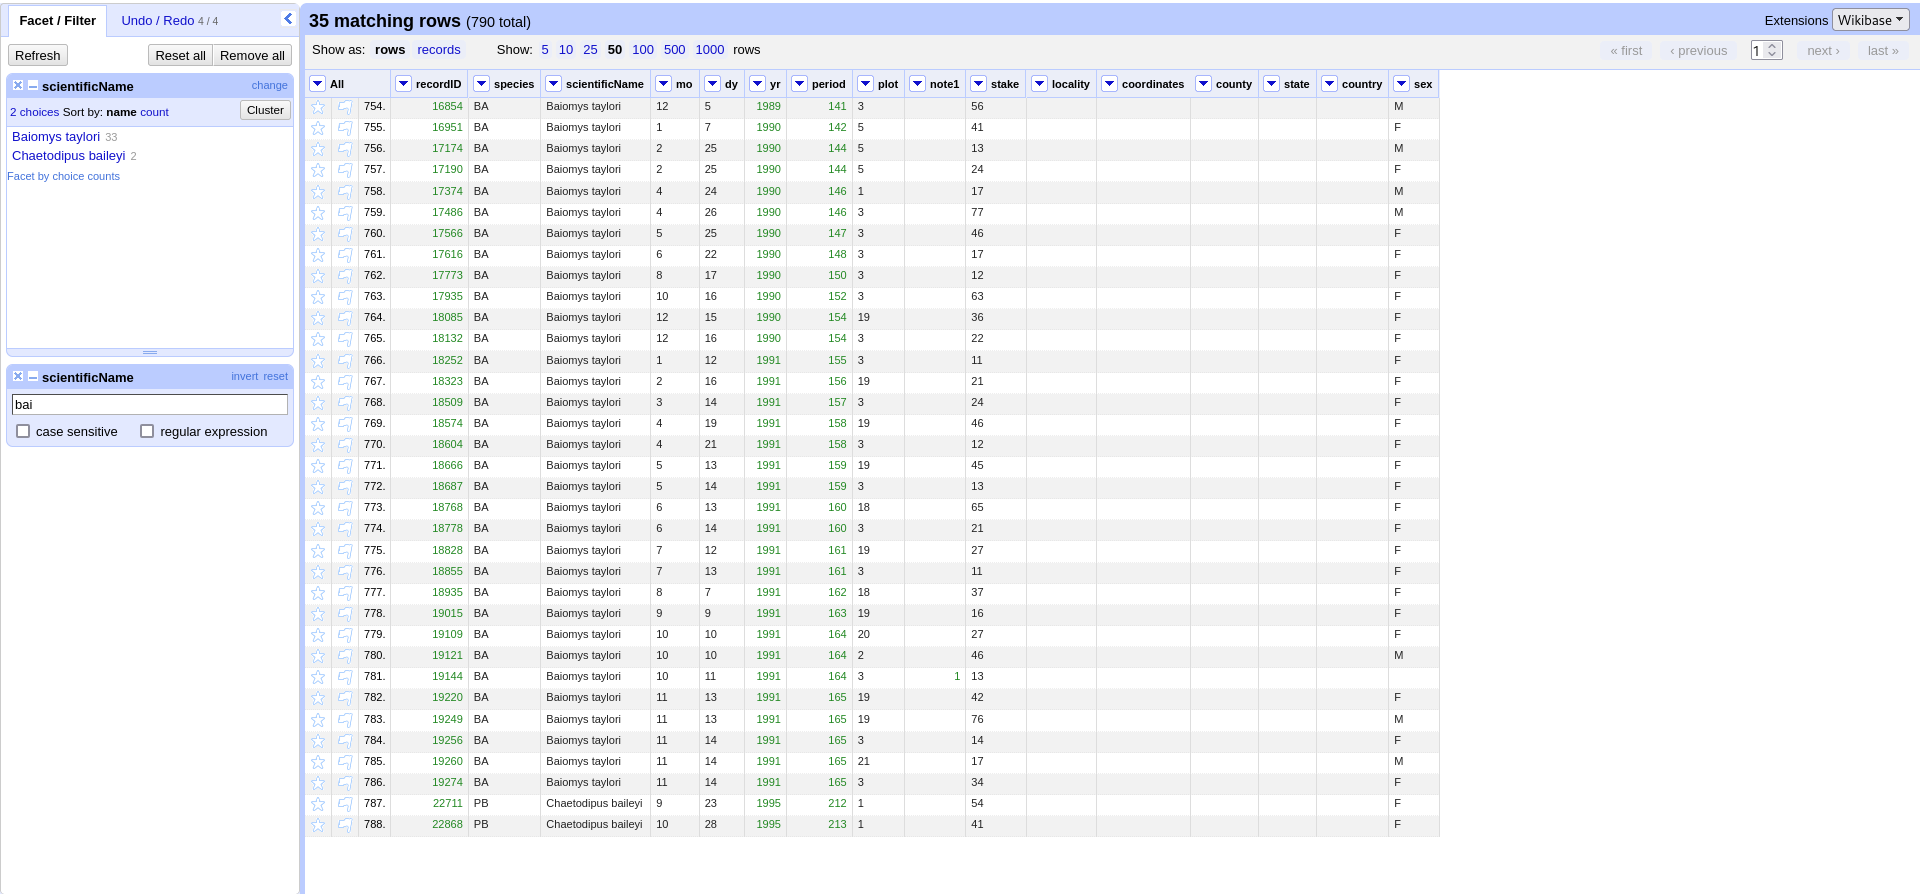 Facet / Filter Undo / Redo 4 / 4
Refresh Reset all Remove all
scientificName change
2 choices Sort by: name count Cluster
Baiomys taylori 33
Chaetodipus baileyi 2
Facet by choice counts
scientificName invert reset
bai
case sensitive regular expression
35 matching rows (790 total) Extensions Wikibase
Show as: rows records Show: 5 10 25 50 100 500 1000 rows « first ‹ previous 1 next › last »
All recordID species scientificName mo dy yr period plot note1 stake locality coordinates county state country sex
754. 16854 BA Baiomys taylori 12 5 1989 141 3 56 M
755. 16951 BA Baiomys taylori 1 7 1990 142 5 41 F
756. 17174 BA Baiomys taylori 2 25 1990 144 5 13 M
757. 17190 BA Baiomys taylori 2 25 1990 144 5 24 F
758. 17374 BA Baiomys taylori 4 24 1990 146 1 17 M
759. 17486 BA Baiomys taylori 4 26 1990 146 3 77 M
760. 17566 BA Baiomys taylori 5 25 1990 147 3 46 F
761. 17616 BA Baiomys taylori 6 22 1990 148 3 17 F
762. 17773 BA Baiomys taylori 8 17 1990 150 3 12 F
763. 17935 BA Baiomys taylori 10 16 1990 152 3 63 F
764. 18085 BA Baiomys taylori 12 15 1990 154 19 36 F
765. 18132 BA Baiomys taylori 12 16 1990 154 3 22 F
766. 18252 BA Baiomys taylori 1 12 1991 155 3 11 F
767. 18323 BA Baiomys taylori 2 16 1991 156 19 21 F
768. 18509 BA Baiomys taylori 3 14 1991 157 3 24 F
769. 18574 BA Baiomys taylori 4 19 1991 158 19 46 F
770. 18604 BA Baiomys taylori 4 21 1991 158 3 12 F
771. 18666 BA Baiomys taylori 5 13 1991 159 19 45 F
772. 18687 BA Baiomys taylori 5 14 1991 159 3 13 F
773. 18768 BA Baiomys taylori 6 13 1991 160 18 65 F
774. 18778 BA Baiomys taylori 6 14 1991 160 3 21 F
775. 18828 BA Baiomys taylori 7 12 1991 161 19 27 F
776. 18855 BA Baiomys taylori 7 13 1991 161 3 11 F
777. 18935 BA Baiomys taylori 8 7 1991 162 18 37 F
778. 19015 BA Baiomys taylori 9 9 1991 163 19 16 F
779. 19109 BA Baiomys taylori 10 10 1991 164 20 27 F
780. 19121 BA Baiomys taylori 10 10 1991 164 2 46 M
781. 19144 BA Baiomys taylori 10 11 1991 164 3 1 13
782. 19220 BA Baiomys taylori 11 13 1991 165 19 42 F
783. 19249 BA Baiomys taylori 11 13 1991 165 19 76 M
784. 19256 BA Baiomys taylori 11 14 1991 165 3 14 F
785. 19260 BA Baiomys taylori 11 14 1991 165 21 17 M
786. 19274 BA Baiomys taylori 11 14 1991 165 3 34 F
787. 22711 PB Chaetodipus baileyi 9 23 1995 212 1 54 F
788. 22868 PB Chaetodipus baileyi 10 28 1995 213 1 41 F